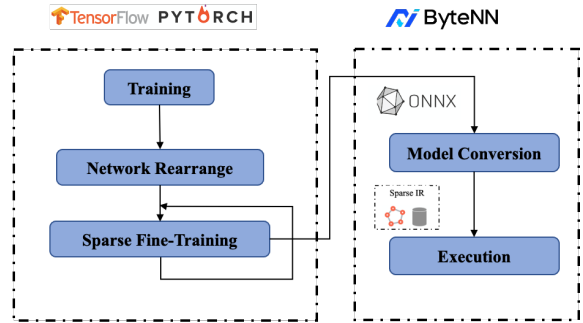 TensorFlow PYTORCH
ByteNN
Training
Network Rearrange
Sparse Fine-Training
ONNX
Model Conversion
Sparse IR
Execution